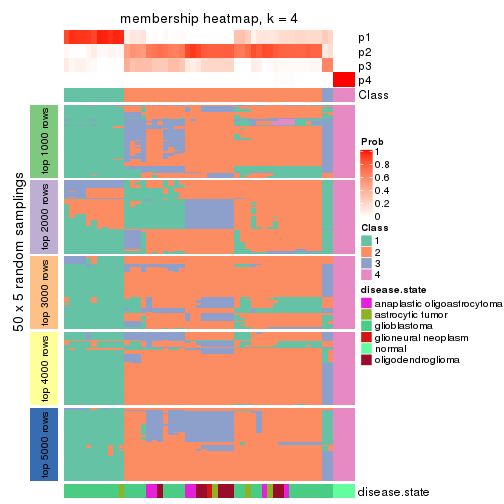 membership heatmap, k = 4
p1
p2
p3
p4
Class
50 x 5 random samplings
top 1000 rows
top 2000 rows
top 3000 rows
top 4000 rows
top 5000 rows
disease.state
Prob
1
0.8
0.6
0.4
0.2
0
Class
1
2
3
4
disease.state
anaplastic oligoastrocytoma
astrocytic tumor
glioblastoma
glioneural neoplasm
normal
oligodendroglioma